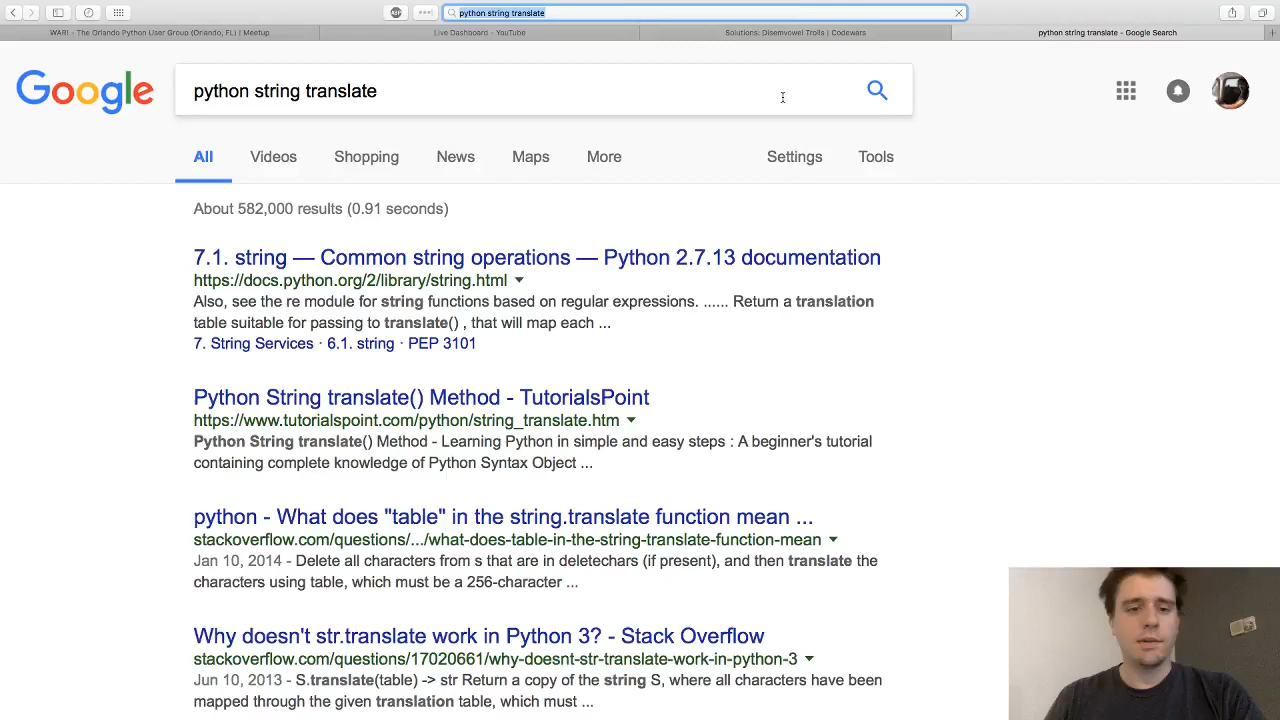 python string translate
WAR! - The Orlando Python User Group (Orlando, FL) | Meetup
Live Dashboard - YouTube
Solutions: Disemvowel Trolls | Codewars
python string translate - Google Search
Google
python string translate
All
Videos
Shopping
News
Maps
More
Settings
Tools
About 582,000 results (0.91 seconds)
7.1. string — Common string operations — Python 2.7.13 documentation
https://docs.python.org/2/library/string.html
Also, see the re module for string functions based on regular expressions. ...... Return a translation
table suitable for passing to translate() , that will map each ...
7. String Services · 6.1. string · PEP 3101
Python String translate() Method - TutorialsPoint
https://www.tutorialspoint.com/python/string_translate.htm
Python String translate() Method - Learning Python in simple and easy steps : A beginner's tutorial
containing complete knowledge of Python Syntax Object ...
python - What does "table" in the string.translate function mean ...
stackoverflow.com/questions/.../what-does-table-in-the-string-translate-function-mean
Jan 10, 2014 - Delete all characters from s that are in deletechars (if present), and then translate the
characters using table, which must be a 256-character ...
Why doesn't str.translate work in Python 3? - Stack Overflow
stackoverflow.com/questions/17020661/why-doesnt-str-translate-work-in-python-3
Jun 10, 2013 - S.translate(table) -> str Return a copy of the string S, where all characters have been
mapped through the given translation table, which must ...